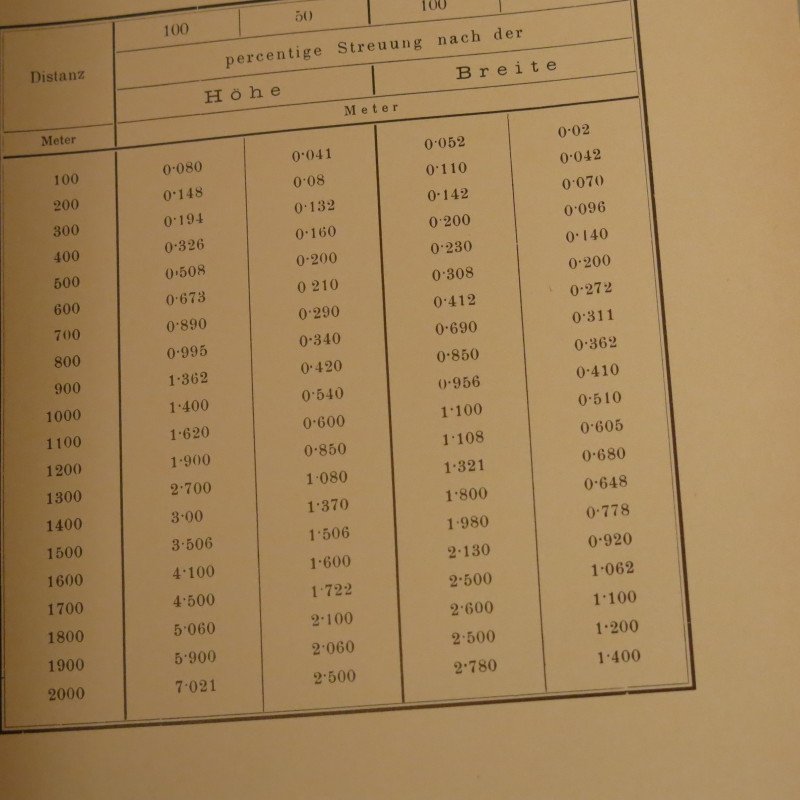 100 50 100
percentige Streuung nach der
Distanz
Höhe Breite
Meter
Meter
100 0·080 0·041 0·052 0·02
200 0·148 0·08 0·110 0·042
300 0·194 0·132 0·142 0·070
400 0·326 0·160 0·200 0·096
500 0·508 0·200 0·230 0·140
600 0·673 0 210 0·308 0·200
700 0·890 0·290 0·412 0·272
800 0·995 0·340 0·690 0·311
900 1·362 0·420 0·850 0·362
1000 1·400 0·540 0·956 0·410
1100 1·620 0·600 1·100 0·510
1200 1·900 0·850 1·108 0·605
1300 2·700 1·080 1·321 0·680
1400 3·00 1·370 1·800 0·648
1500 3·506 1·506 1·980 0·778
1600 4·100 1·600 2·130 0·920
1700 4·500 1·722 2·500 1·062
1800 5·060 2·100 2·600 1·100
1900 5·900 2·060 2·500 1·200
2000 7·021 2·500 2·780 1·400